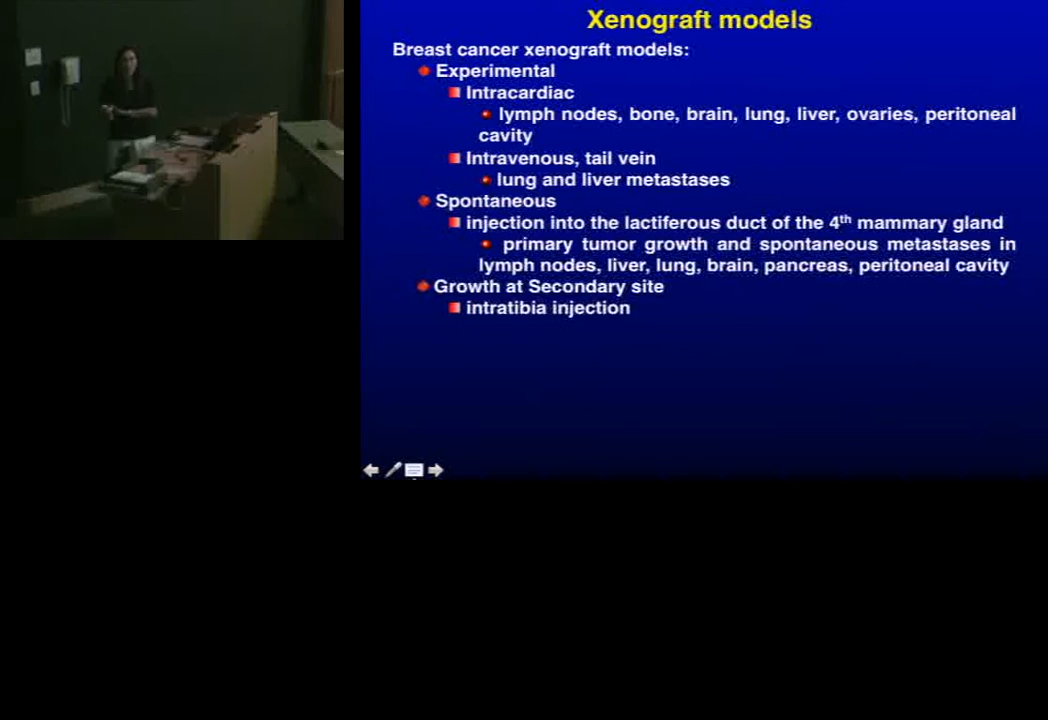 Xenograft models
Breast cancer xenograft models:
Experimental
Intracardiac
lymph nodes, bone, brain, lung, liver, ovaries, peritoneal
cavity
Intravenous, tail vein
lung and liver metastases
Spontaneous
injection into the lactiferous duct of the 4th mammary gland
primary tumor growth and spontaneous metastases in
lymph nodes, liver, lung, brain, pancreas, peritoneal cavity
Growth at Secondary site
intratibia injection